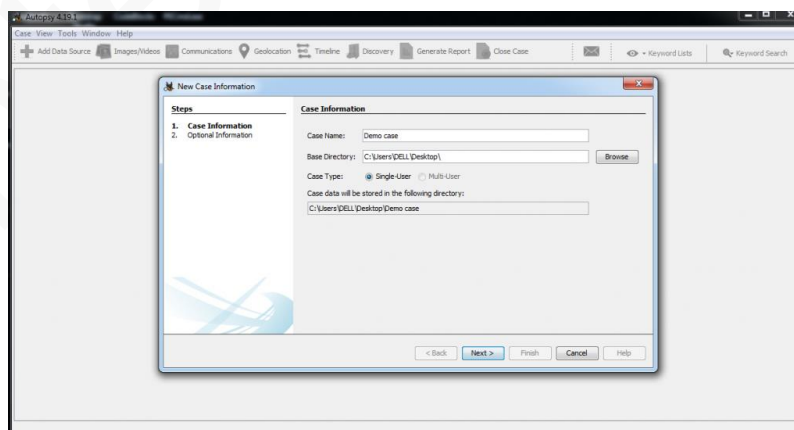 Autopsy 4.19.1
Case View Tools Window Help
Add Data Source Images/Videos Communications Geolocation Timeline Discovery Generate Report Close Case Keyword Lists Keyword Search
New Case Information
Steps
1. Case Information
2. Optional Information
Case Information
Case Name: Demo case
Base Directory: C:\Users\DELL\Desktop\ Browse
Case Type: Single-User Multi-User
Case data will be stored in the following directory:
C:\Users\DELL\Desktop\Demo case
< Back Next > Finish Cancel Help